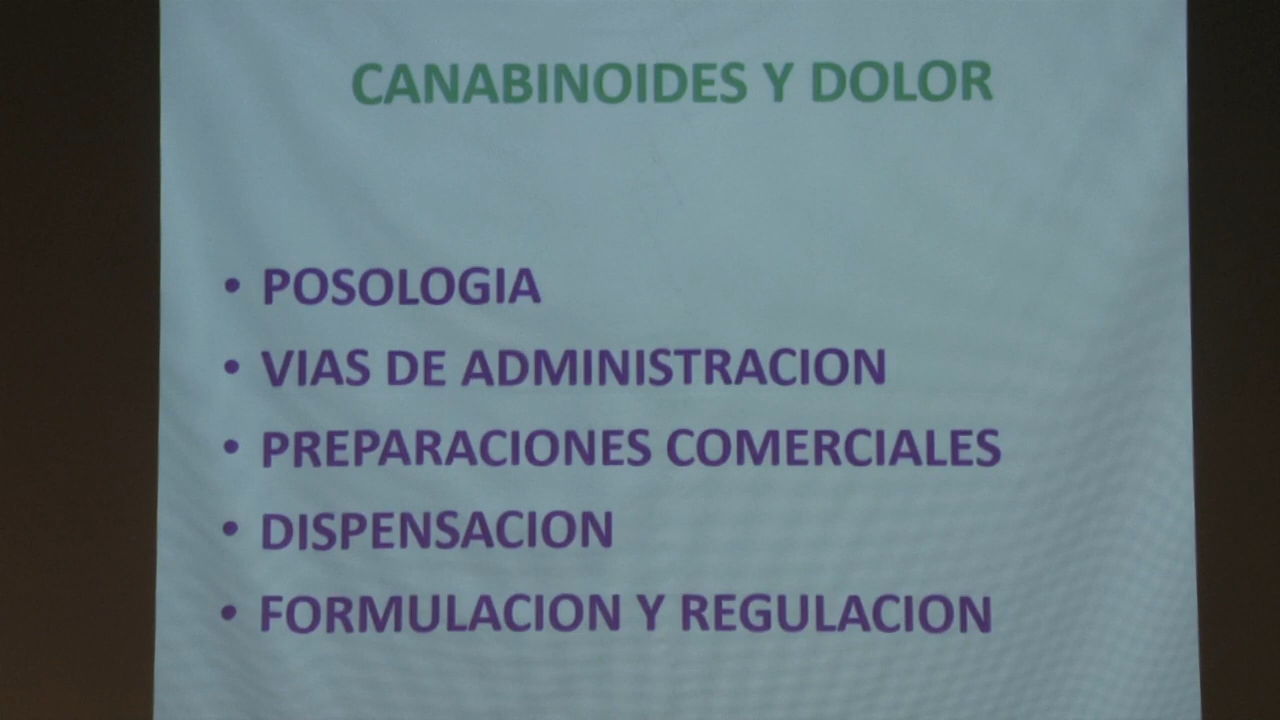 CANABINOIDES Y DOLOR
• POSOLOGIA
• VIAS DE ADMINISTRACION
• PREPARACIONES COMERCIALES
• DISPENSACION
• FORMULACION Y REGULACION